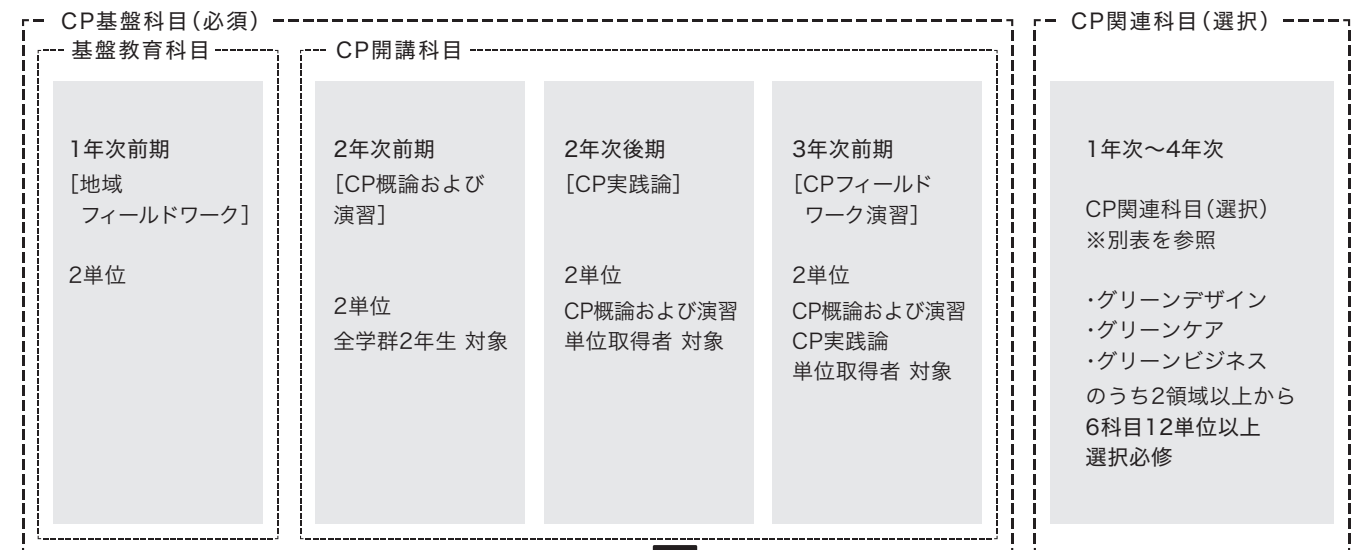 CP基盤科目(必須)
基盤教育科目
1年次前期
[地域
フィールドワーク]
2単位
CP開講科目
2年次前期
[CP概論および
演習]
2単位
全学群2年生 対象
2年次後期
[CP実践論]
2単位
CP概論および演習
単位取得者 対象
3年次前期
[CPフィールド
ワーク演習]
2単位
CP概論および演習
CP実践論
単位取得者 対象
CP関連科目(選択)
1年次〜4年次
CP関連科目(選択)
※別表を参照
・グリーンデザイン
・グリーンケア
・グリーンビジネス
のうち2領域以上から
6科目12単位以上
選択必修